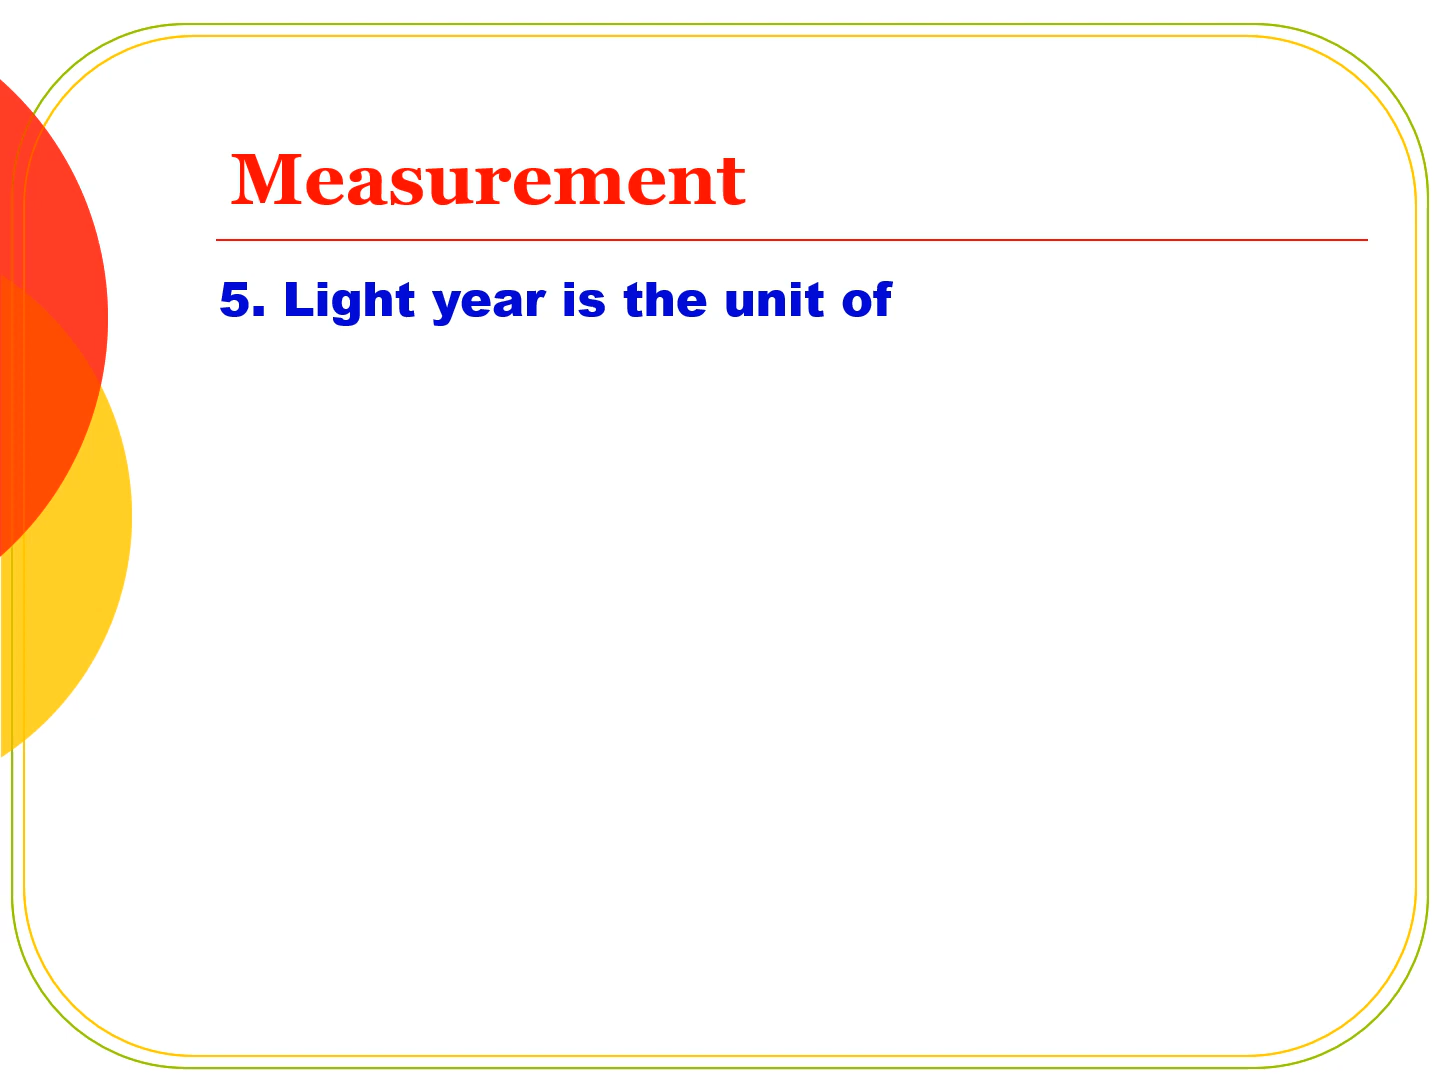 Measurement
5. Light year is the unit of